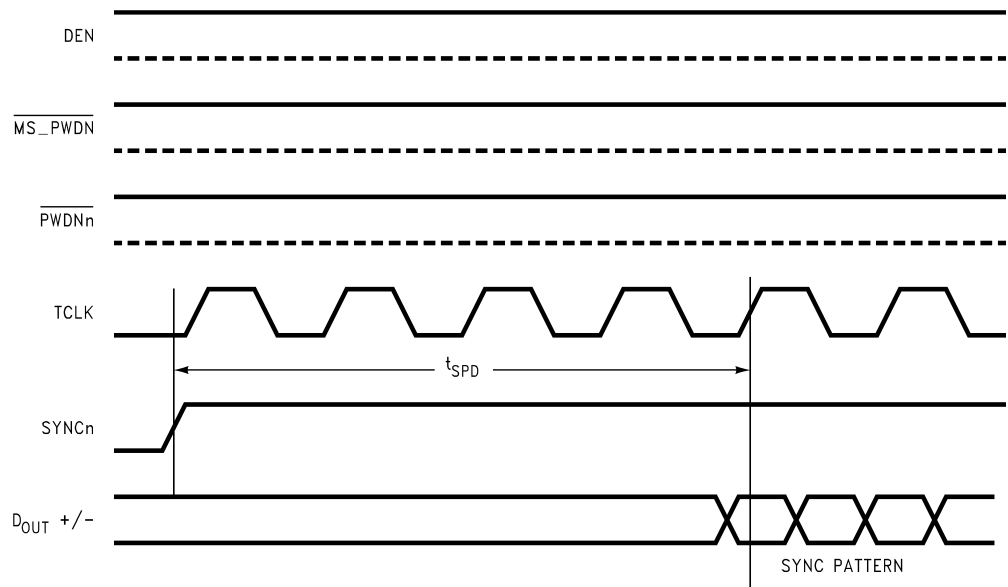 DEN
MS_PWDN
PWDNn
TCLK
tSPD
SYNCn
DOUT +/-
SYNC PATTERN